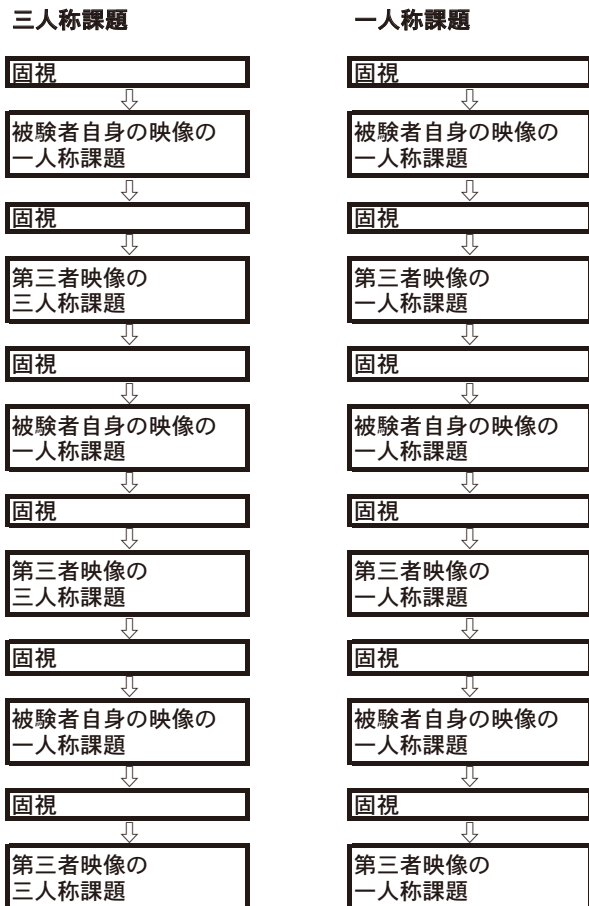 三人称課題
固視
被験者自身の映像の
一人称課題
固視
第三者映像の
三人称課題
固視
被験者自身の映像の
一人称課題
固視
第三者映像の
三人称課題
固視
被験者自身の映像の
一人称課題
固視
第三者映像の
三人称課題
一人称課題
固視
被験者自身の映像の
一人称課題
固視
第三者映像の
一人称課題
固視
被験者自身の映像の
一人称課題
固視
第三者映像の
一人称課題
固視
被験者自身の映像の
一人称課題
固視
第三者映像の
一人称課題